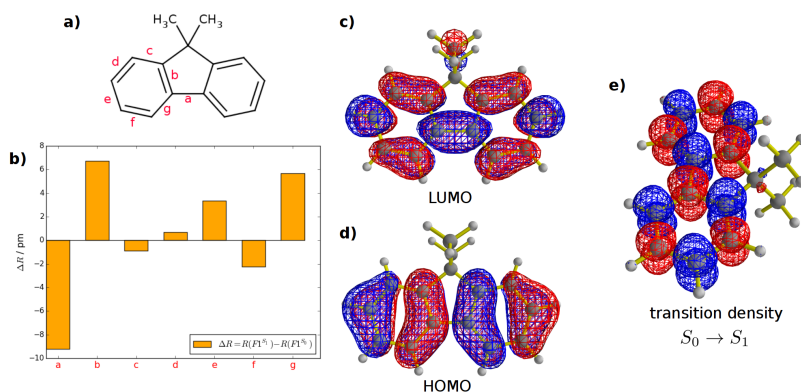 a)
H₃C CH₃
c
d
b
e
g
a
f
b)
ΔR / pm
8
6
4
2
0
−2
−4
−6
−8
−10
a b c d e f g
ΔR = R(Fl^{S₁}) − R(Fl^{S₀})
c)
LUMO
d)
HOMO
e)
transition density
S₀ → S₁